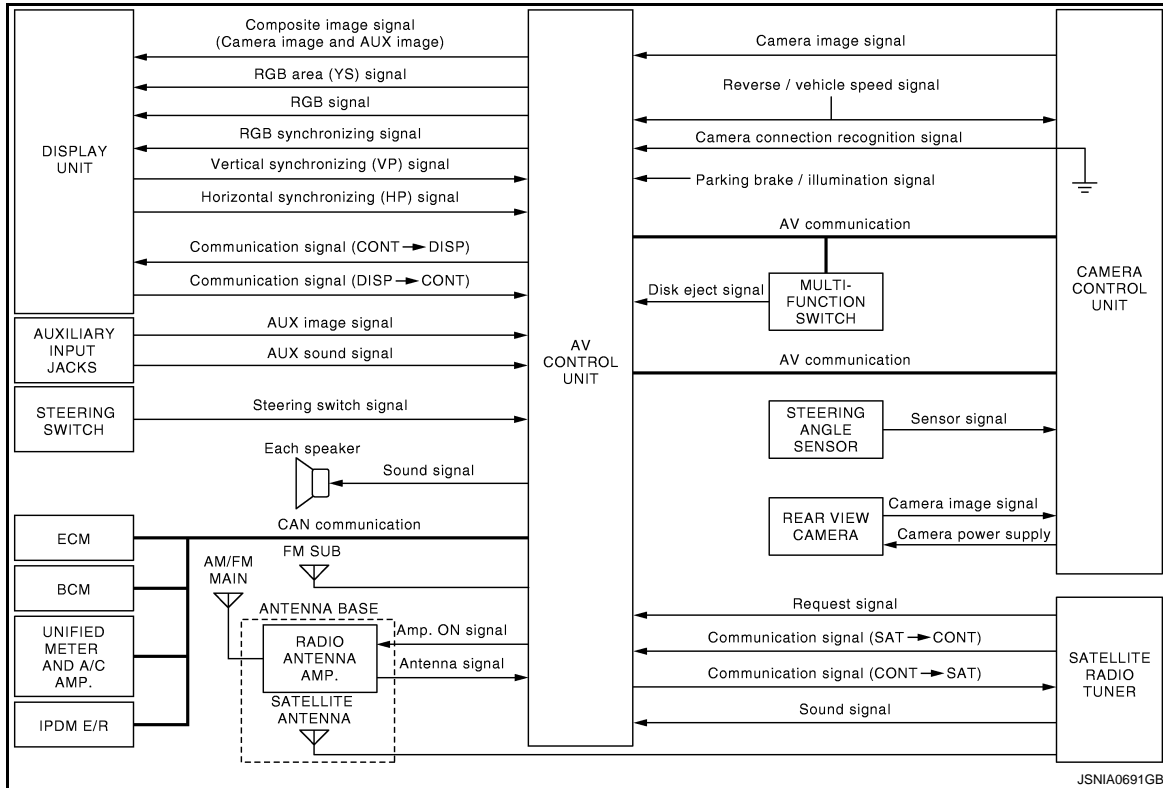 DISPLAY
UNIT
Composite image signal
(Camera image and AUX image)
RGB area (YS) signal
RGB signal
RGB synchronizing signal
Vertical synchronizing (VP) signal
Horizontal synchronizing (HP) signal
Communication signal (CONT → DISP)
Communication signal (DISP → CONT)
AUXILIARY
INPUT
JACKS
AUX image signal
AUX sound signal
STEERING
SWITCH
Steering switch signal
Each speaker
Sound signal
ECM
BCM
UNIFIED
METER
AND A/C
AMP.
IPDM E/R
CAN communication
FM SUB
AM/FM
MAIN
ANTENNA BASE
RADIO
ANTENNA
AMP.
Amp. ON signal
Antenna signal
SATELLITE
ANTENNA
AV
CONTROL
UNIT
Camera image signal
Reverse / vehicle speed signal
Camera connection recognition signal
Parking brake / illumination signal
AV communication
Disk eject signal
MULTI-
FUNCTION
SWITCH
AV communication
STEERING
ANGLE
SENSOR
Sensor signal
REAR VIEW
CAMERA
Camera image signal
Camera power supply
CAMERA
CONTROL
UNIT
Request signal
Communication signal (SAT → CONT)
Communication signal (CONT → SAT)
Sound signal
SATELLITE
RADIO
TUNER
JSNIA0691GB